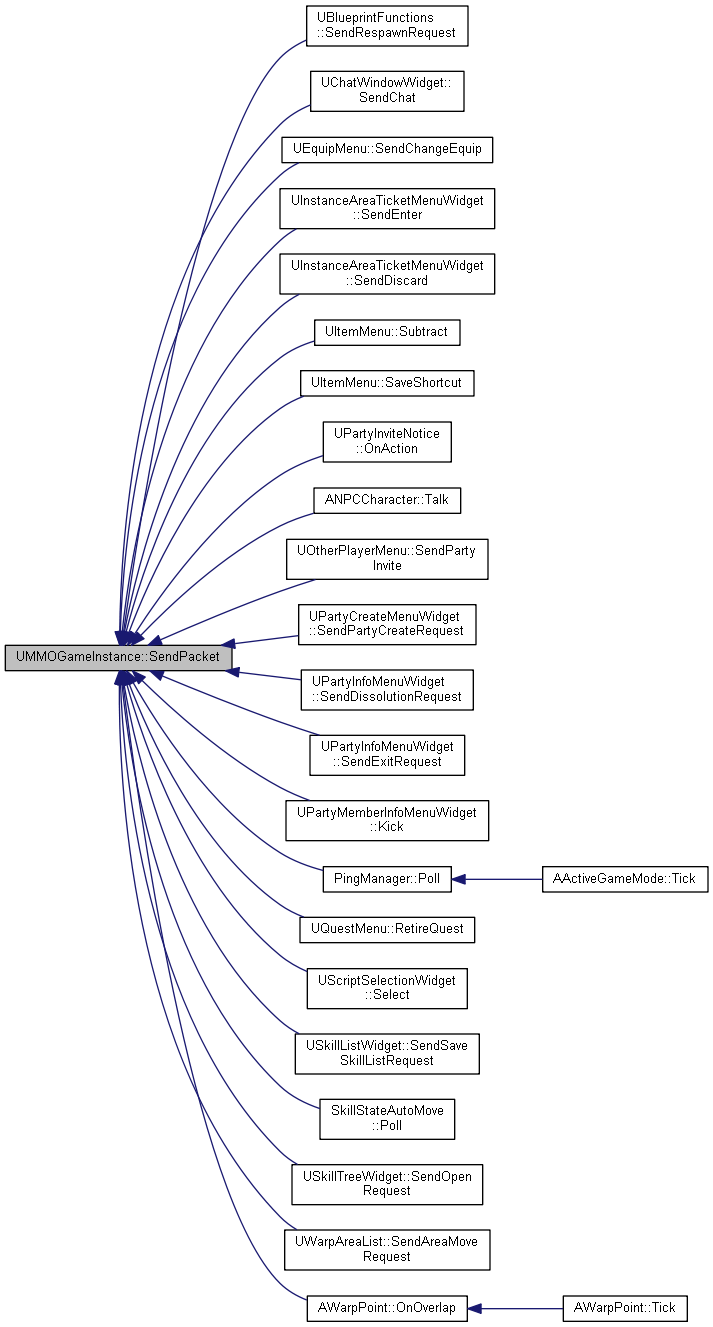 UBlueprintFunctions
::SendRespawnRequest
UChatWindowWidget::
SendChat
UEquipMenu::SendChangeEquip
UInstanceAreaTicketMenuWidget
::SendEnter
UInstanceAreaTicketMenuWidget
::SendDiscard
UItemMenu::Subtract
UItemMenu::SaveShortcut
UPartyInviteNotice
::OnAction
ANPCCharacter::Talk
UOtherPlayerMenu::SendParty
Invite
UPartyCreateMenuWidget
::SendPartyCreateRequest
UMMOGameInstance::SendPacket
UPartyInfoMenuWidget
::SendDissolutionRequest
UPartyInfoMenuWidget
::SendExitRequest
UPartyMemberInfoMenuWidget
::Kick
PingManager::Poll
AActiveGameMode::Tick
UQuestMenu::RetireQuest
UScriptSelectionWidget
::Select
USkillListWidget::SendSave
SkillListRequest
SkillStateAutoMove
::Poll
USkillTreeWidget::SendOpen
Request
UWarpAreaList::SendAreaMove
Request
AWarpPoint::OnOverlap
AWarpPoint::Tick